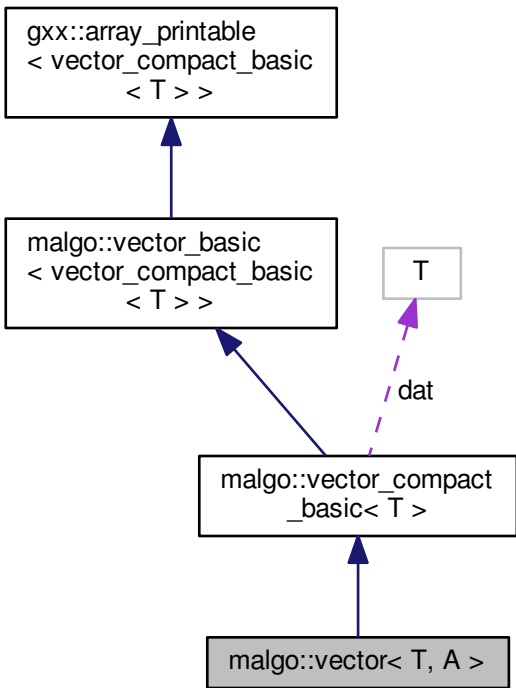 gxx::array_printable
< vector_compact_basic
< T > >
malgo::vector_basic
< vector_compact_basic
< T > >
T
dat
malgo::vector_compact
_basic< T >
malgo::vector< T, A >